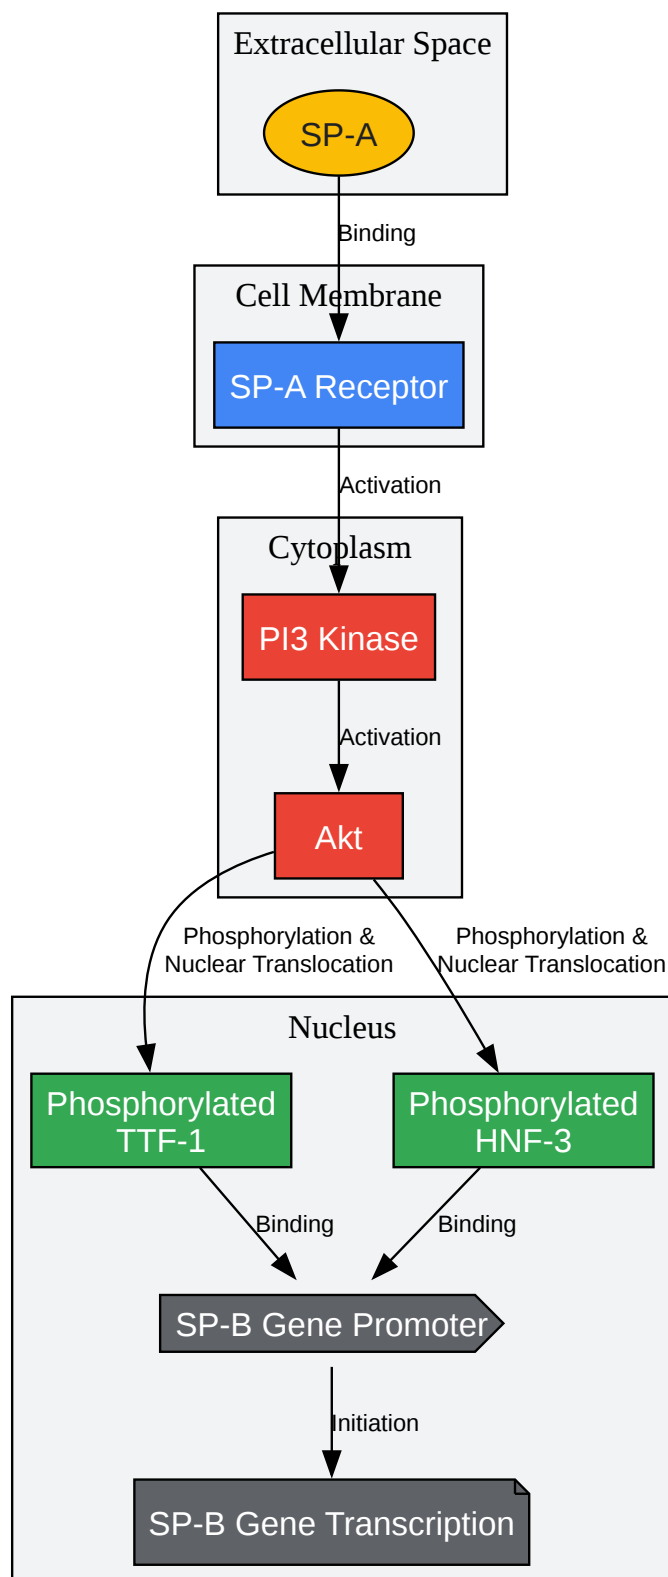 Extracellular Space
SP-A
Binding
Cell Membrane
SP-A Receptor
Activation
Cytoplasm
PI3 Kinase
Activation
Akt
Phosphorylation &
Nuclear Translocation
Phosphorylation &
Nuclear Translocation
Nucleus
Phosphorylated
TTF-1
Phosphorylated
HNF-3
Binding
Binding
SP-B Gene Promoter
Initiation
SP-B Gene Transcription